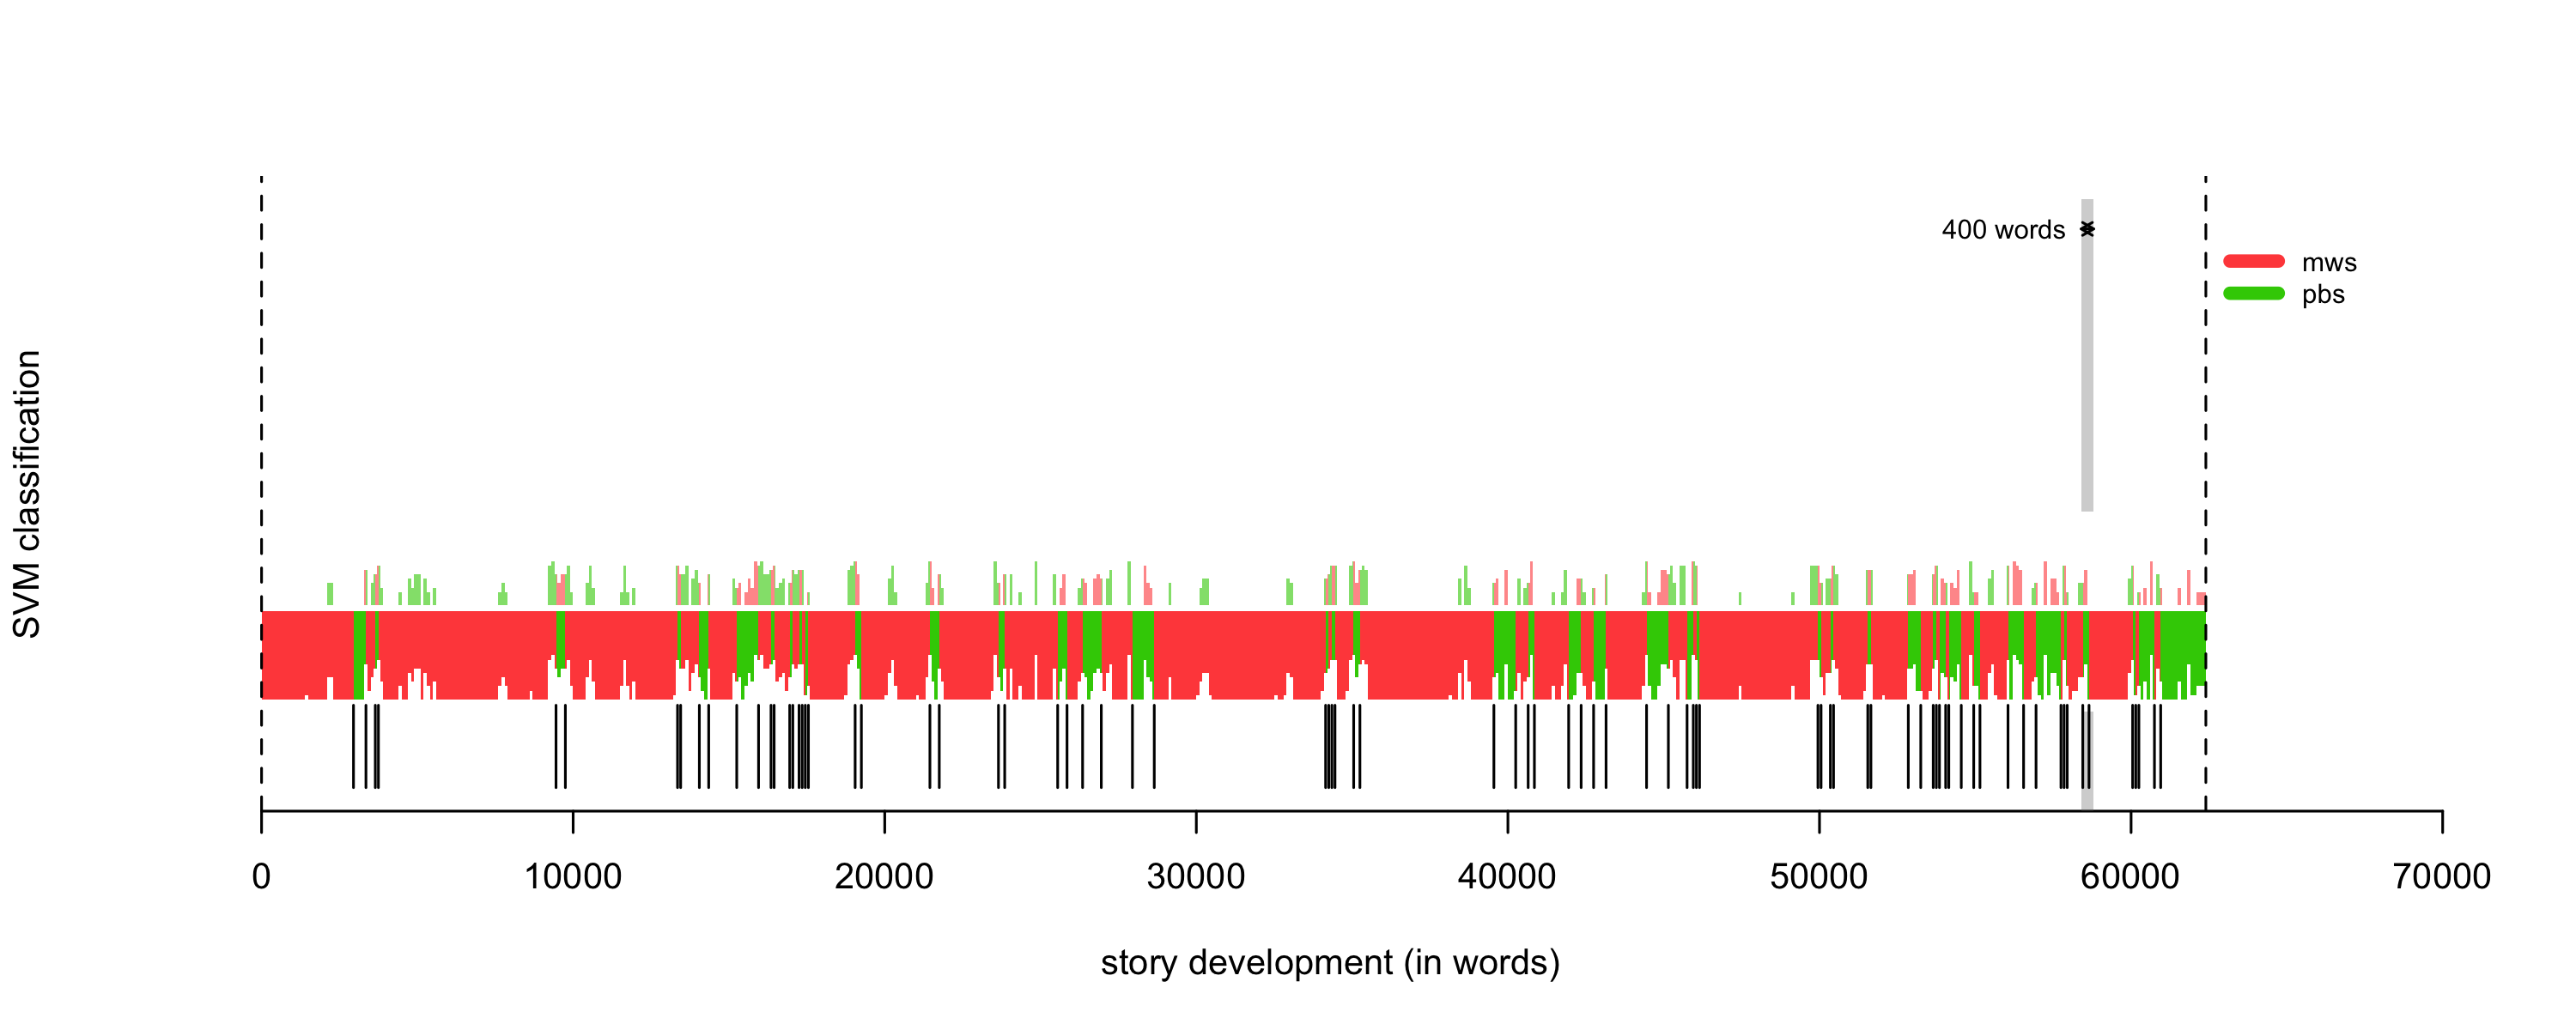 400 words
mws
pbs
SVM classification
0 10000 20000 30000 40000 50000 60000 70000
story development (in words)